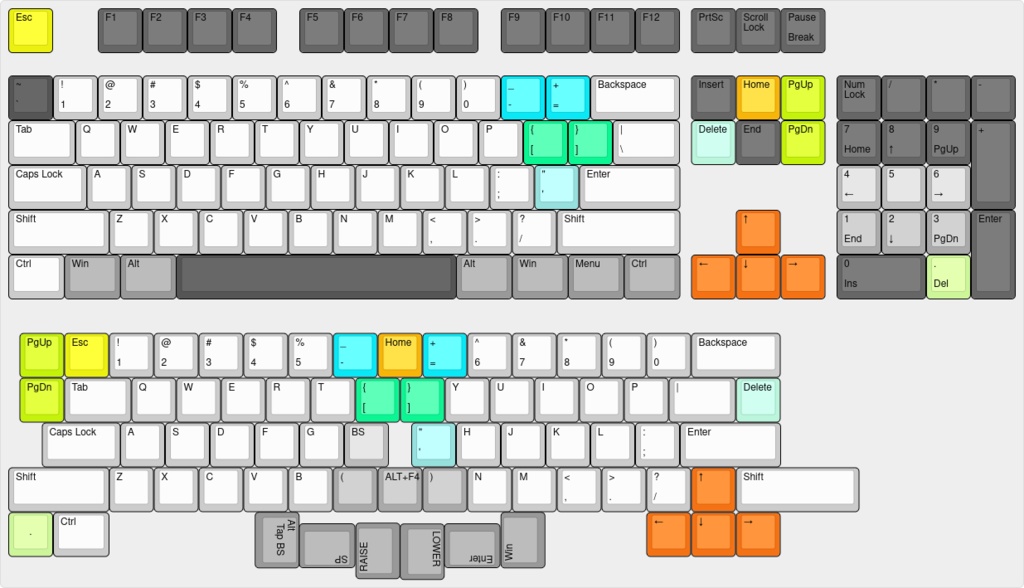 Esc F1 F2 F3 F4 F5 F6 F7 F8 F9 F10 F11 F12 PrtSc Scroll Lock Pause Break
~ ` ! 1 @ 2 # 3 $ 4 % 5 ^ 6 & 7 * 8 ( 9 ) 0 _ - + = Backspace Insert Home PgUp Num Lock / * -
Tab Q W E R T Y U I O P { [ } ] | \ Delete End PgDn 7 Home 8 ↑ 9 PgUp +
Caps Lock A S D F G H J K L : ; " ' Enter 4 ← 5 6 →
Shift Z X C V B N M < , > . ? / Shift ↑ 1 End 2 ↓ 3 PgDn Enter
Ctrl Win Alt Alt Win Menu Ctrl ← ↓ → 0 Ins . Del
PgUp Esc ! 1 @ 2 # 3 $ 4 % 5 _ - Home + = ^ 6 & 7 * 8 ( 9 ) 0 Backspace
PgDn Tab Q W E R T { [ } ] Y U I O P | Delete
Caps Lock A S D F G BS " ' H J K L : ; Enter
Shift Z X C V B ( ALT+F4 ) N M < , > . ? / ↑ Shift
. Ctrl Alt Tap BS SP RAISE LOWER Enter Win ← ↓ →